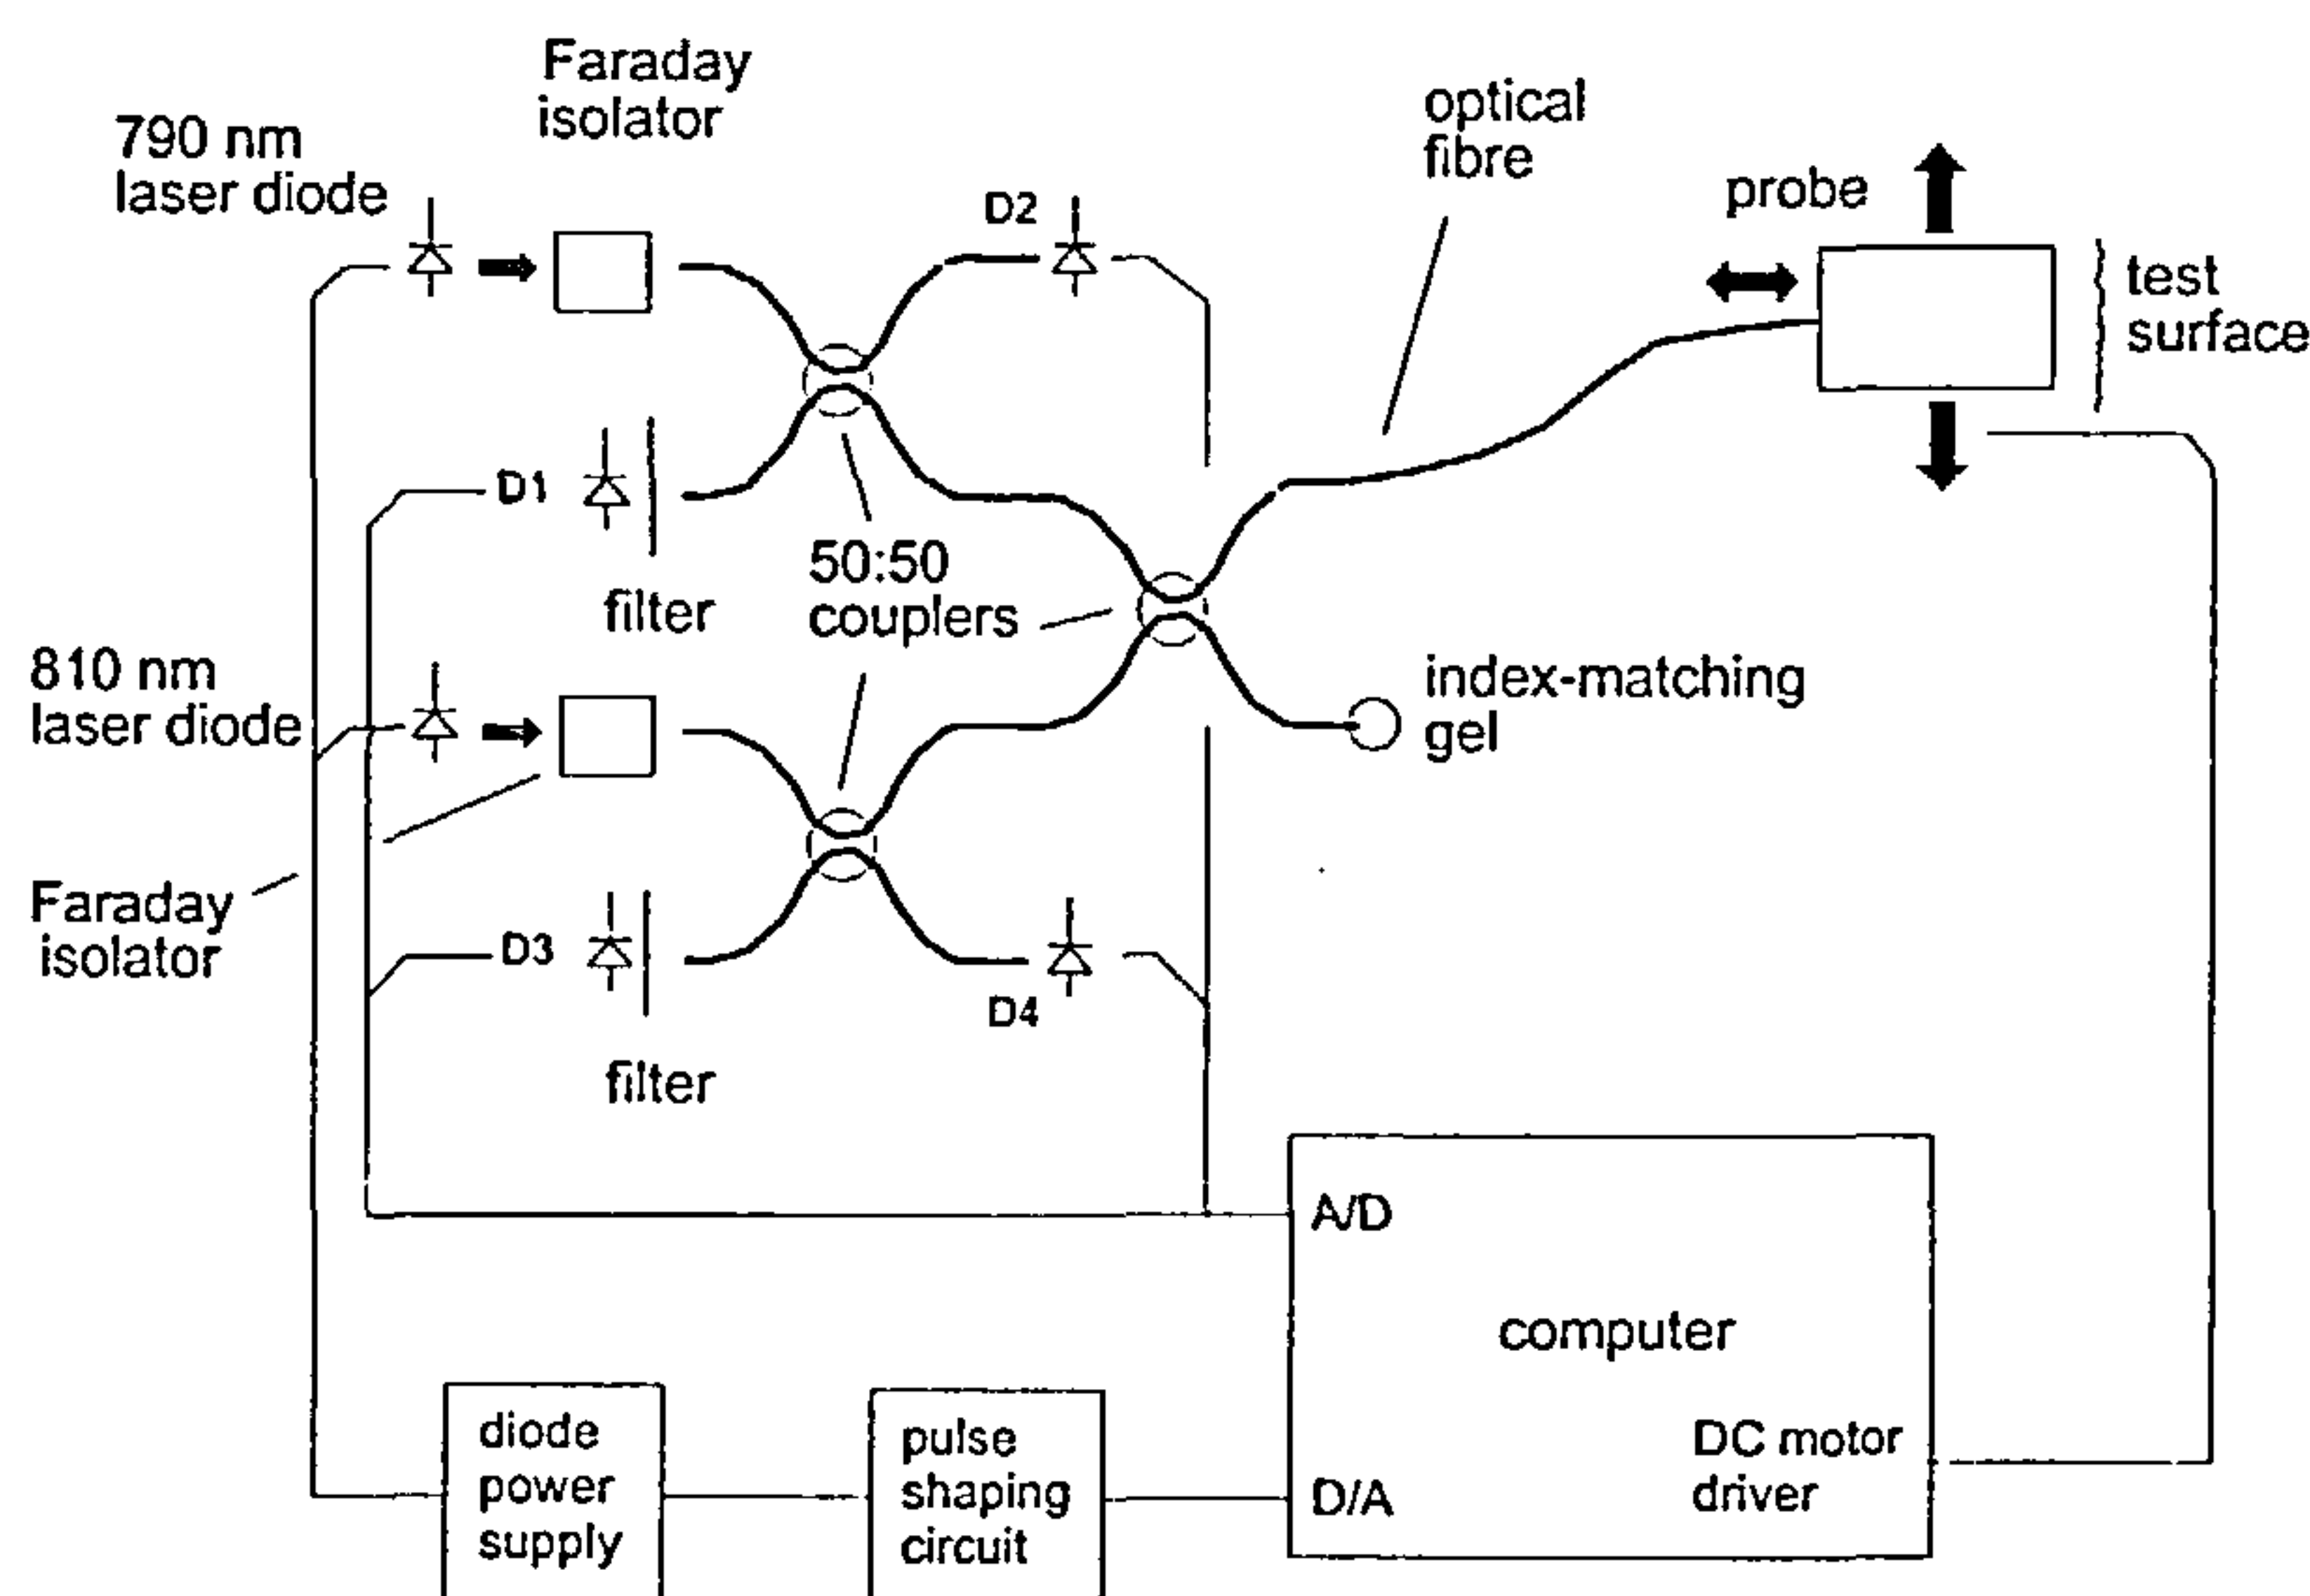 Faraday
isolator
790 nm
laser diode
D2
optical
fibre
probe
test
surface
D1
filter
50:50
couplers
810 nm
laser diode
index-matching
gel
Faraday
isolator
D3
D4
filter
A/D
computer
diode
power
supply
pulse
shaping
circuit
D/A
DC motor
driver